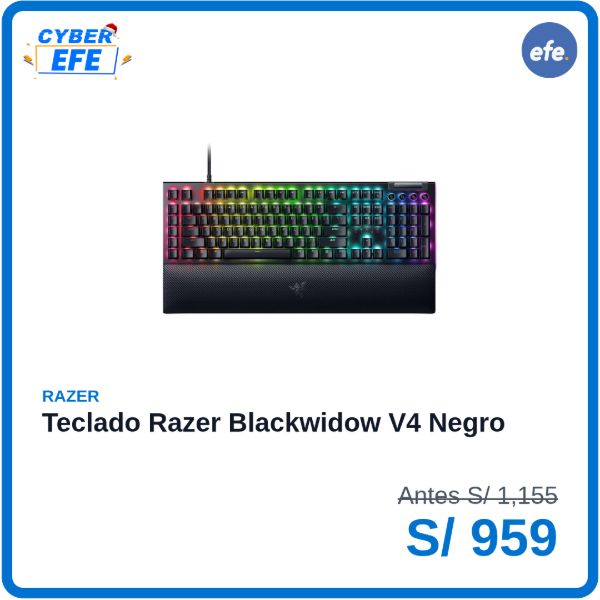 CYBER
EFE
efe.
RAZER
Teclado Razer Blackwidow V4 Negro
Antes S/ 1,155
S/ 959